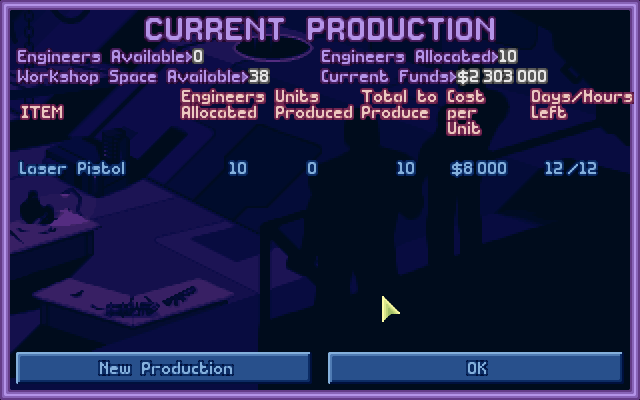 CURRENT PRODUCTION
Engineers Available>0 Engineers Allocated>10
Workshop Space Available>38 Current Funds>$2 303 000
ITEM Engineers Allocated Units Produced Total to Produce Cost per Unit Days/Hours Left
Laser Pistol 10 0 10 $8 000 12/12
New Production OK